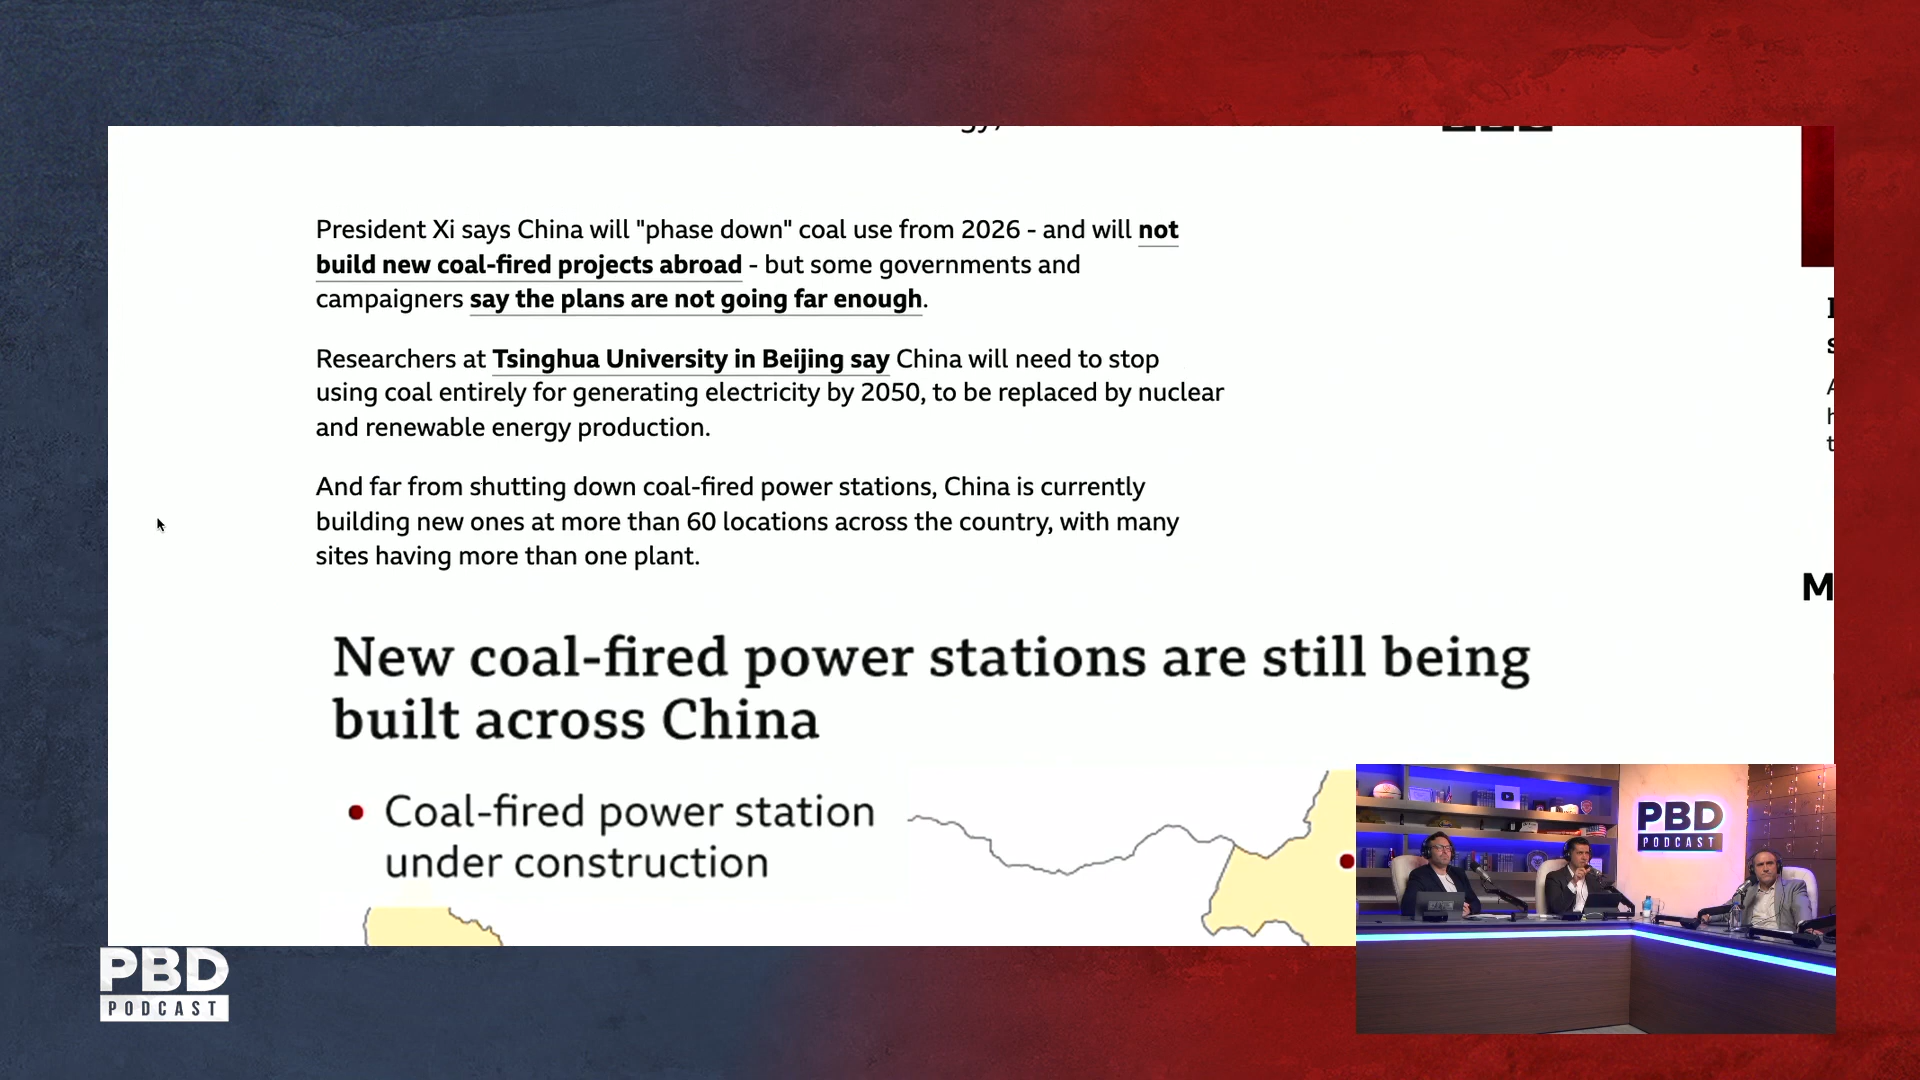 President Xi says China will "phase down" coal use from 2026 - and will not
build new coal-fired projects abroad - but some governments and
campaigners say the plans are not going far enough.
Researchers at Tsinghua University in Beijing say China will need to stop
using coal entirely for generating electricity by 2050, to be replaced by nuclear
and renewable energy production.
And far from shutting down coal-fired power stations, China is currently
building new ones at more than 60 locations across the country, with many
sites having more than one plant.
M
New coal-fired power stations are still being
built across China
Coal-fired power station
under construction
PBD
PODCAST
PBD
PODCAST